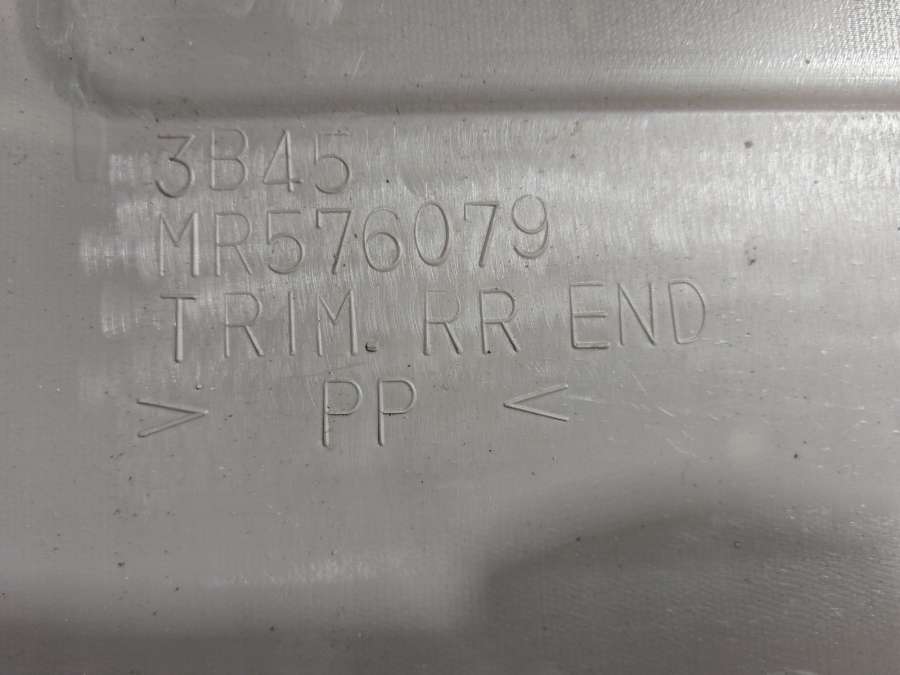 3B45
MR576079
TRIM. RR END
> PP <